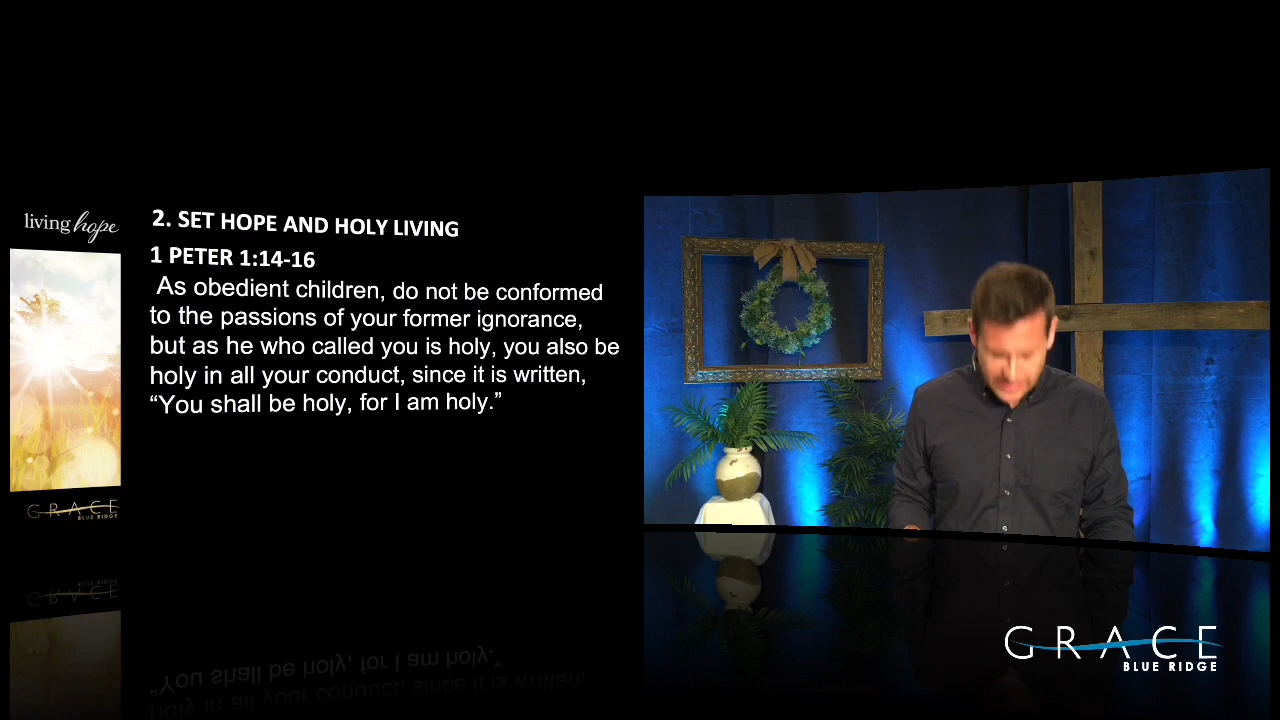 living hope
2. SET HOPE AND HOLY LIVING
1 PETER 1:14-16
As obedient children, do not be conformed
to the passions of your former ignorance,
but as he who called you is holy, you also be
holy in all your conduct, since it is written,
“You shall be holy, for I am holy.”
GRACE
BLUE RIDGE
GRACE
BLUE RIDGE